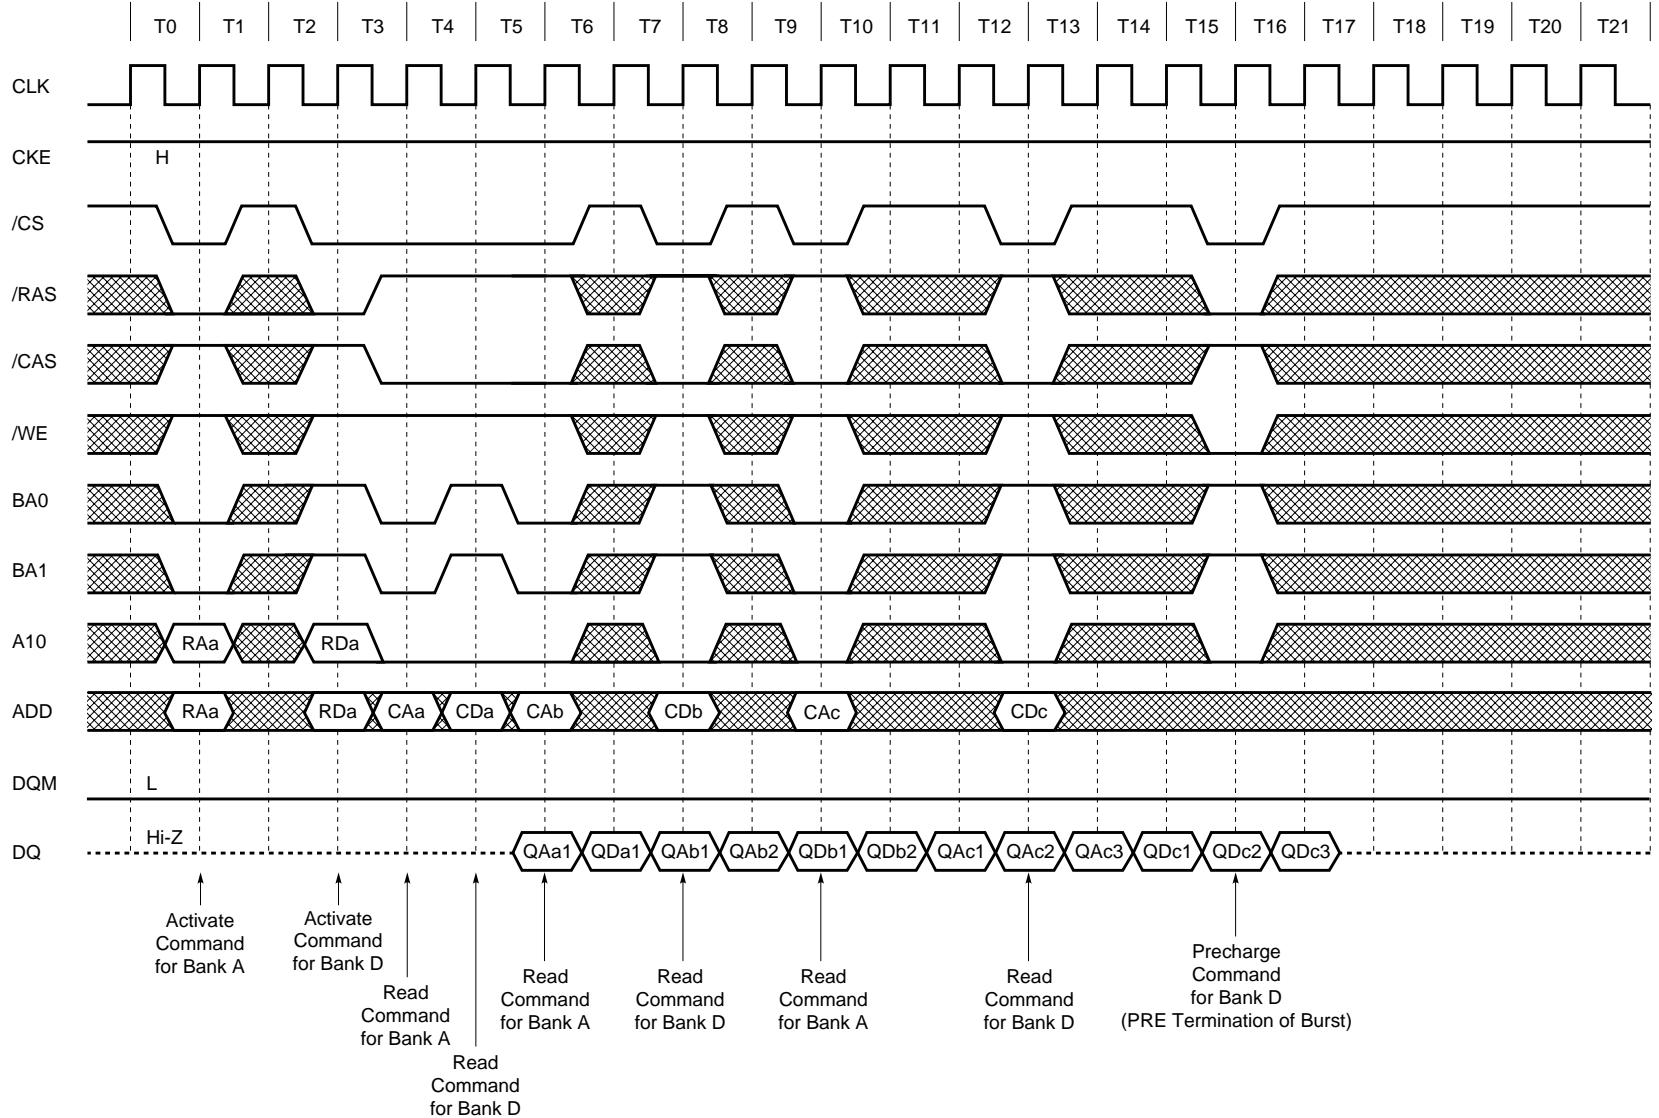 T0 T1 T2 T3 T4 T5 T6 T7 T8 T9 T10 T11 T12 T13 T14 T15 T16 T17 T18 T19 T20 T21
CLK
CKE H
/CS
/RAS
/CAS
/WE
BA0
BA1
A10 RAa RDa
ADD RAa RDa CAa CDa CAb CDb CAc CDc
DQM L
DQ Hi-Z QAa1 QDa1 QAb1 QAb2 QDb1 QDb2 QAc1 QAc2 QAc3 QDc1 QDc2 QDc3
Activate
Command
for Bank A
Activate
Command
for Bank D
Read
Command
for Bank A
Read
Command
for Bank D
Read
Command
for Bank A
Read
Command
for Bank D
Read
Command
for Bank A
Read
Command
for Bank D
Precharge
Command
for Bank D
(PRE Termination of Burst)